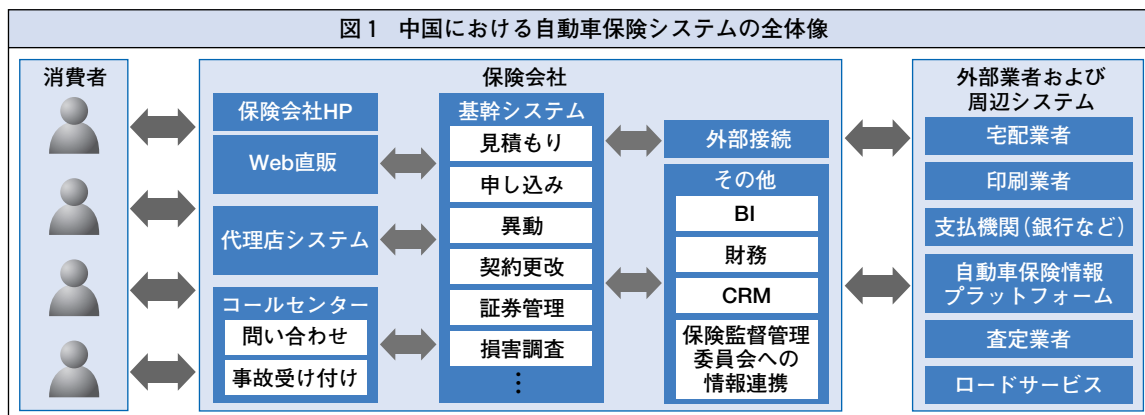 図1 中国における自動車保険システムの全体像
消費者
保険会社
保険会社HP
Web直販
代理店システム
コールセンター
問い合わせ
事故受け付け
基幹システム
見積もり
申し込み
異動
契約更改
証券管理
損害調査
⋮
外部接続
その他
BI
財務
CRM
保険監督管理
委員会への
情報連携
外部業者および
周辺システム
宅配業者
印刷業者
支払機関(銀行など)
自動車保険情報
プラットフォーム
査定業者
ロードサービス